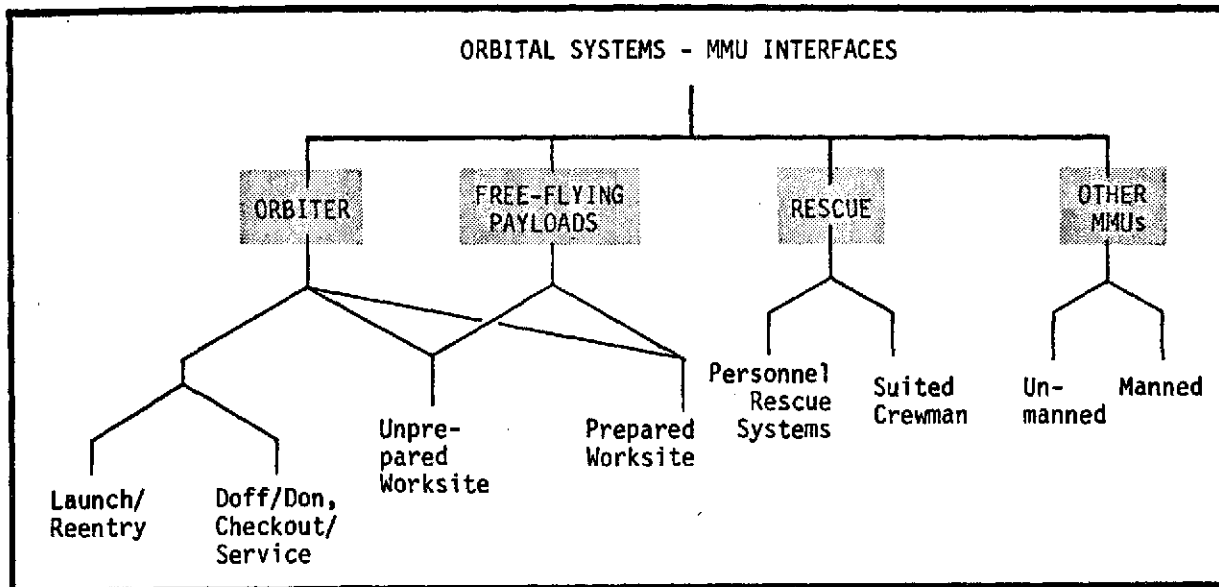 ORBITAL SYSTEMS - MMU INTERFACES
ORBITER
FREE-FLYING
PAYLOADS
RESCUE
OTHER
MMUs
Launch/
Reentry
Doff/Don,
Checkout/
Service
Unpre-
pared
Worksite
Prepared
Worksite
Personnel
Rescue
Systems
Suited
Crewman
Un-
manned
Manned